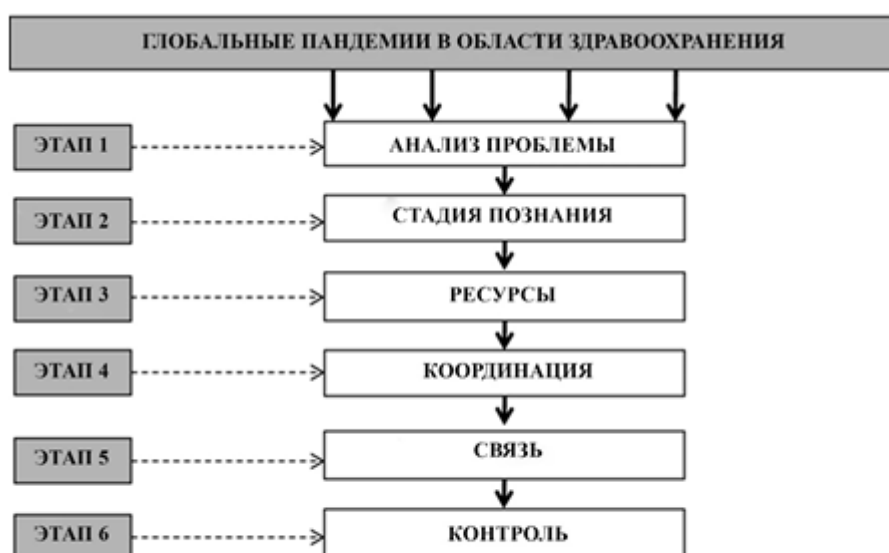 ГЛОБАЛЬНЫЕ ПАНДЕМИИ В ОБЛАСТИ ЗДРАВООХРАНЕНИЯ
ЭТАП 1
АНАЛИЗ ПРОБЛЕМЫ
ЭТАП 2
СТАДИЯ ПОЗНАНИЯ
ЭТАП 3
РЕСУРСЫ
ЭТАП 4
КООРДИНАЦИЯ
ЭТАП 5
СВЯЗЬ
ЭТАП 6
КОНТРОЛЬ